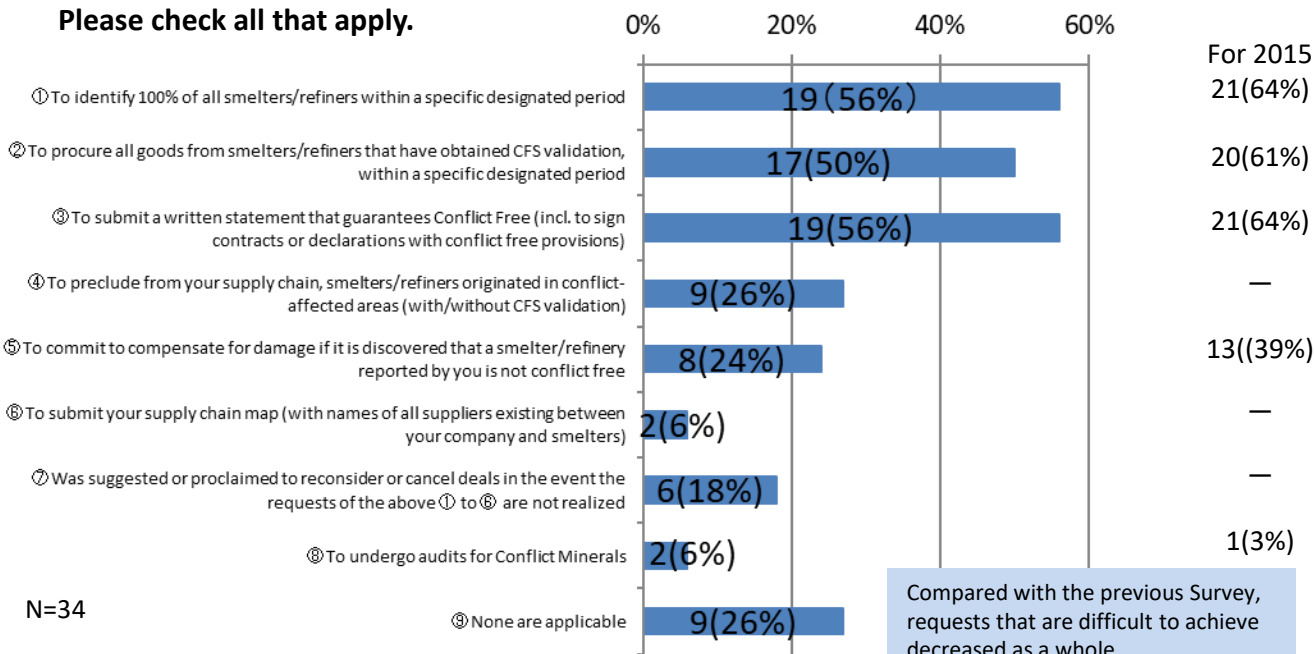 Please check all that apply.
0% 20% 40% 60%
For 2015
①To identify 100% of all smelters/refiners within a specific designated period 19(56%) 21(64%)
②To procure all goods from smelters/refiners that have obtained CFS validation,
within a specific designated period 17(50%) 20(61%)
③To submit a written statement that guarantees Conflict Free (incl. to sign
contracts or declarations with conflict free provisions) 19(56%) 21(64%)
④To preclude from your supply chain, smelters/refiners originated in conflict-
affected areas (with/without CFS validation) 9(26%) —
⑤To commit to compensate for damage if it is discovered that a smelter/refinery
reported by you is not conflict free 8(24%) 13((39%)
⑥To submit your supply chain map (with names of all suppliers existing between
your company and smelters) 2(6%) —
⑦Was suggested or proclaimed to reconsider or cancel deals in the event the
requests of the above ① to ⑥ are not realized 6(18%) —
⑧To undergo audits for Conflict Minerals 2(6%) 1(3%)
N=34
⑨None are applicable 9(26%)
Compared with the previous Survey,
requests that are difficult to achieve
decreased as a whole